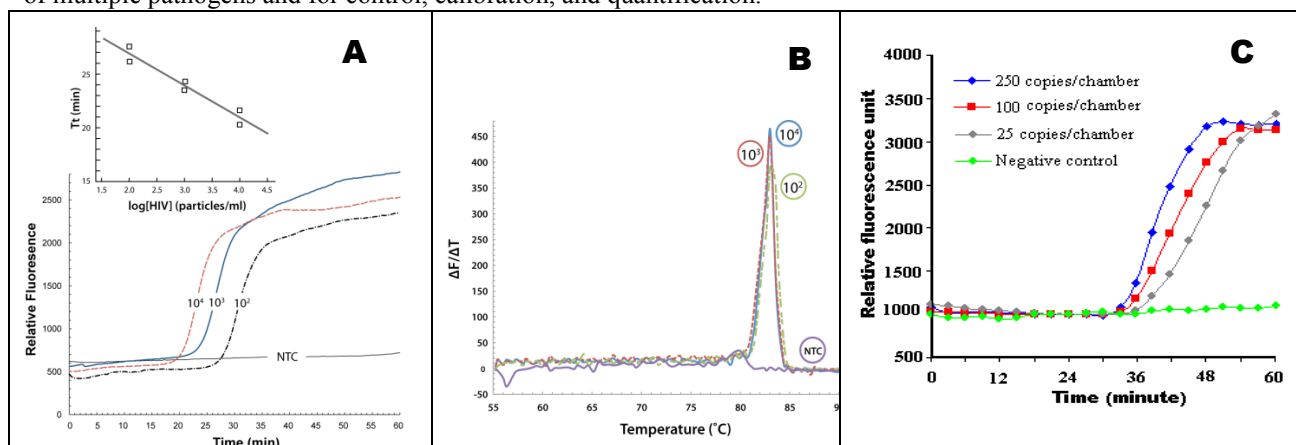 of multiple pathogens and for control, calibration, and quantification.
A
Tt (min)
25
20
15
1.5 2.0 2.5 3.0 3.5 4.0 4.5
log[HIV] (particles/ml)
Relative Fluorescence
2500
2000
1500
1000
500
0
10⁴ 10³ 10²
NTC
0 5 10 15 20 25 30 35 40 45 50 55 60
Time (min)
B
ΔF/ΔT
450
400
350
300
250
200
150
100
50
0
-50
10³ 10⁴
10²
NTC
55 60 65 70 75 80 85 9
Temperature (˚C)
C
Relative fluorescence unit
4000
3500
3000
2500
2000
1500
1000
500
250 copies/chamber
100 copies/chamber
25 copies/chamber
Negative control
0 12 24 36 48 60
Time (minute)